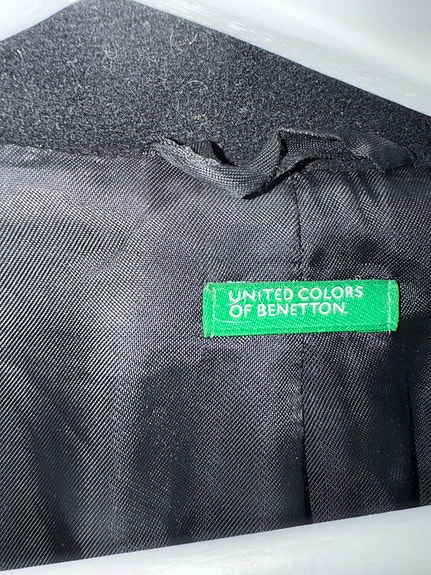 UNITED COLORS
OF BENETTON.